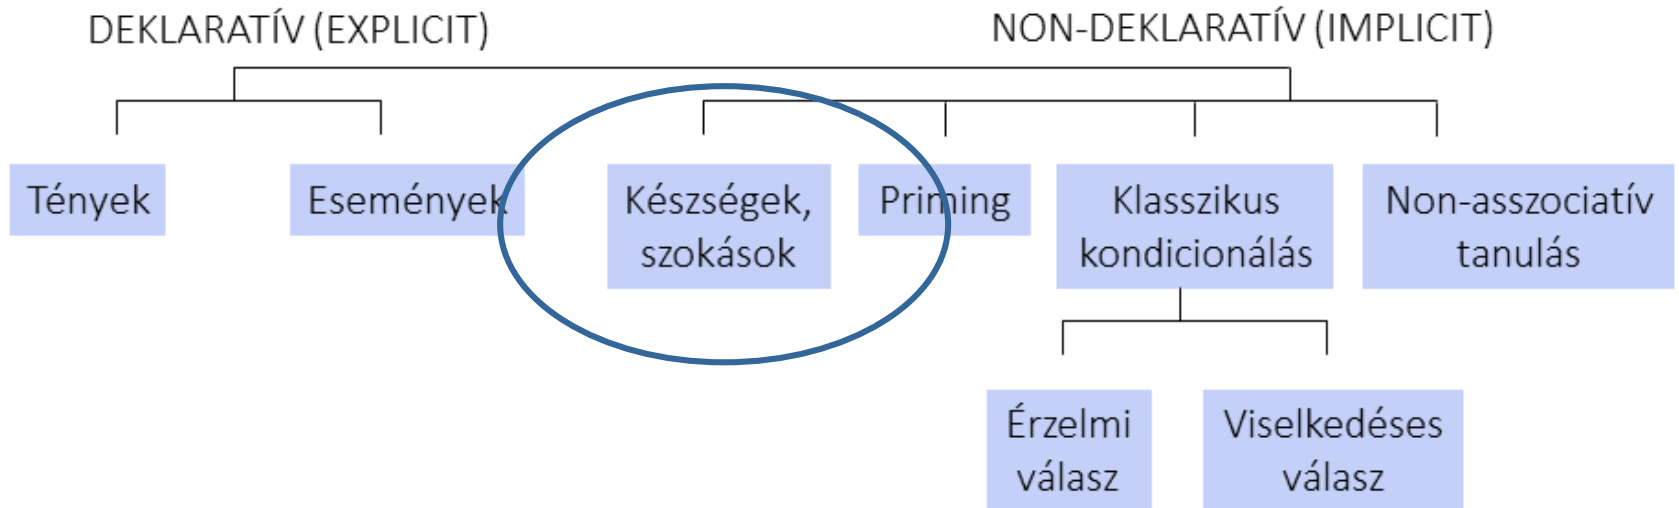 DEKLARATÍV (EXPLICIT)
NON-DEKLARATÍV (IMPLICIT)
Tények
Események
Készségek,
szokások
Priming
Klasszikus
kondicionálás
Non-asszociatív
tanulás
Érzelmi
válasz
Viselkedéses
válasz